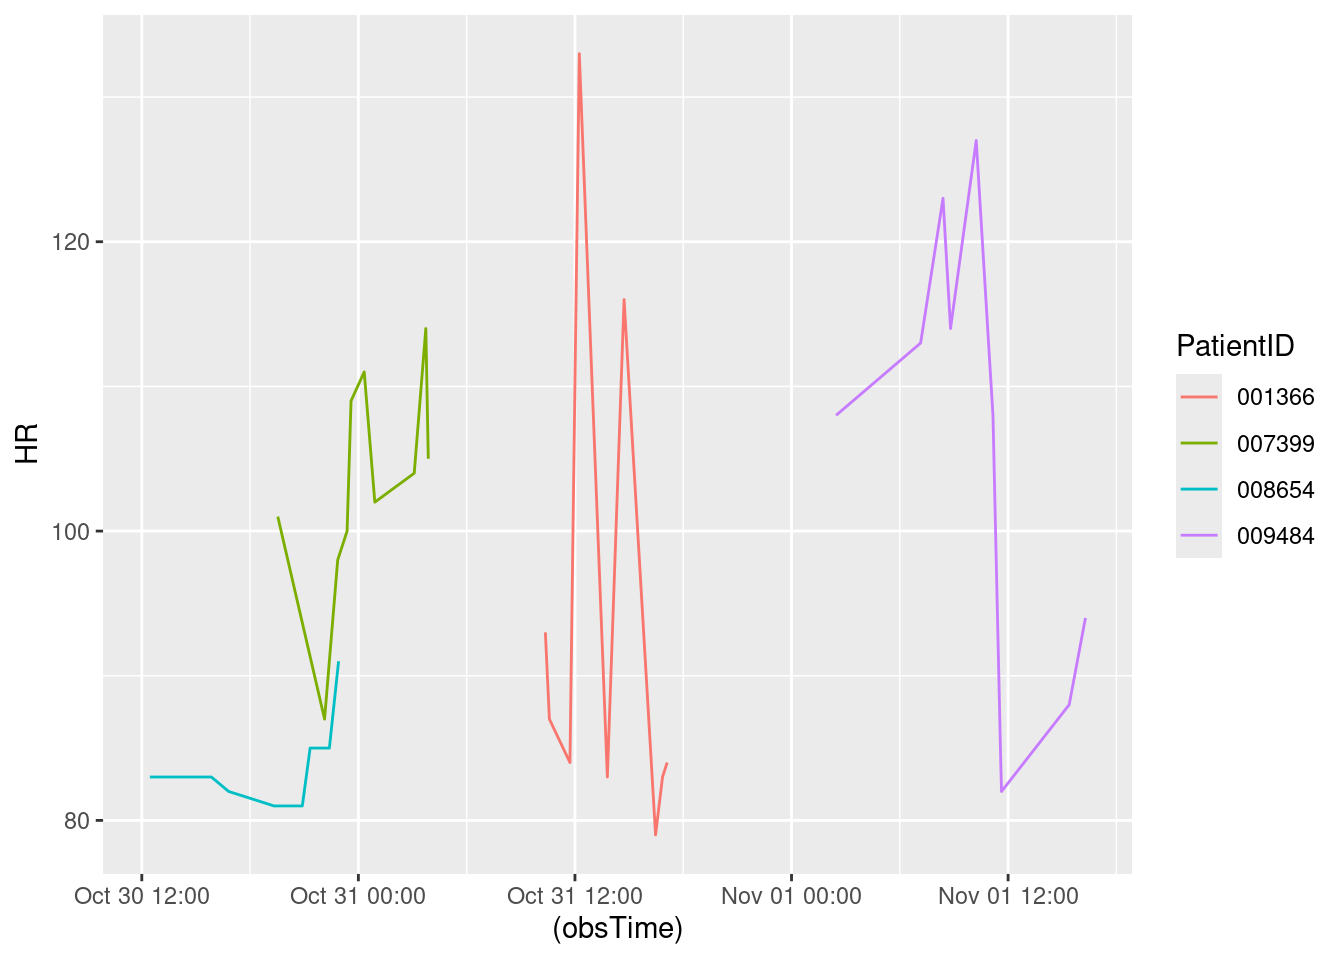 120
100
80
HR
Oct 30 12:00
Oct 31 00:00
Oct 31 12:00
Nov 01 00:00
Nov 01 12:00
(obsTime)
PatientID
001366
007399
008654
009484